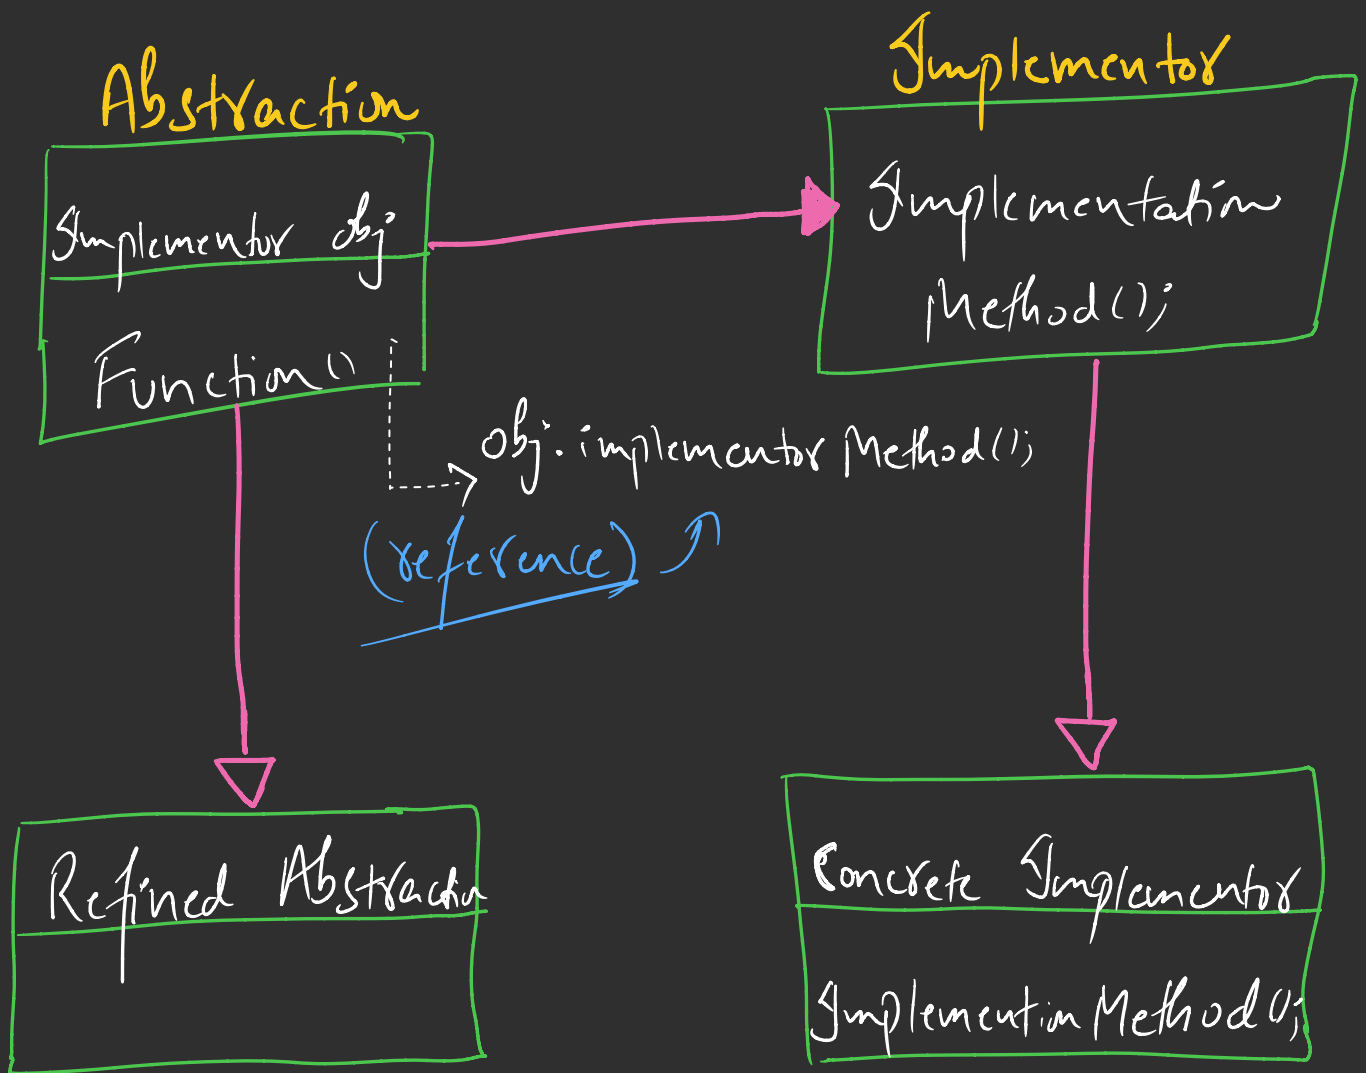 Abstraction
Implementor
Implementor obj
Function()
Implementation
Method();
obj.implementor Method();
(reference)
Refined Abstraction
Concrete Implementor
Implemention Method();